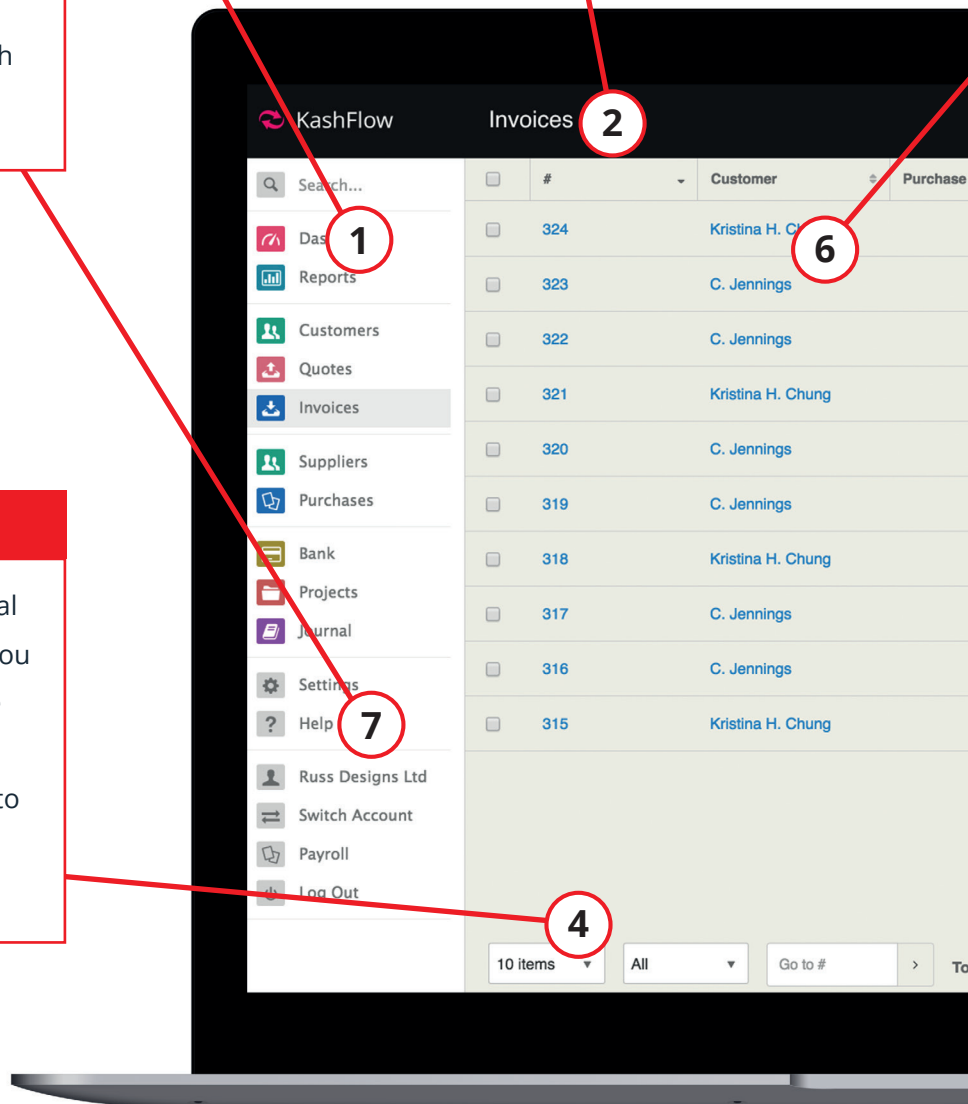 h
al
ou
to
KashFlow
Invoices
2
Search...
1
Reports
Customers
Quotes
Invoices
Suppliers
Purchases
Bank
Projects
Journal
Settings
Help
7
Russ Designs Ltd
Switch Account
Payroll
Log Out
# Customer Purchase
324 Kristina H.
6
323 C. Jennings
322 C. Jennings
321 Kristina H. Chung
320 C. Jennings
319 C. Jennings
318 Kristina H. Chung
317 C. Jennings
316 C. Jennings
315 Kristina H. Chung
4
10 items All Go to # > To